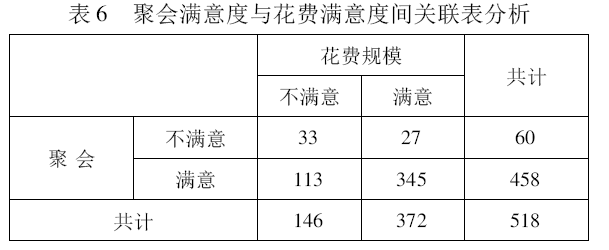 表6 聚会满意度与花费满意度间关联表分析
花费规模 共计
不满意 满意
聚会 不满意 33 27 60
满意 113 345 458
共计 146 372 518